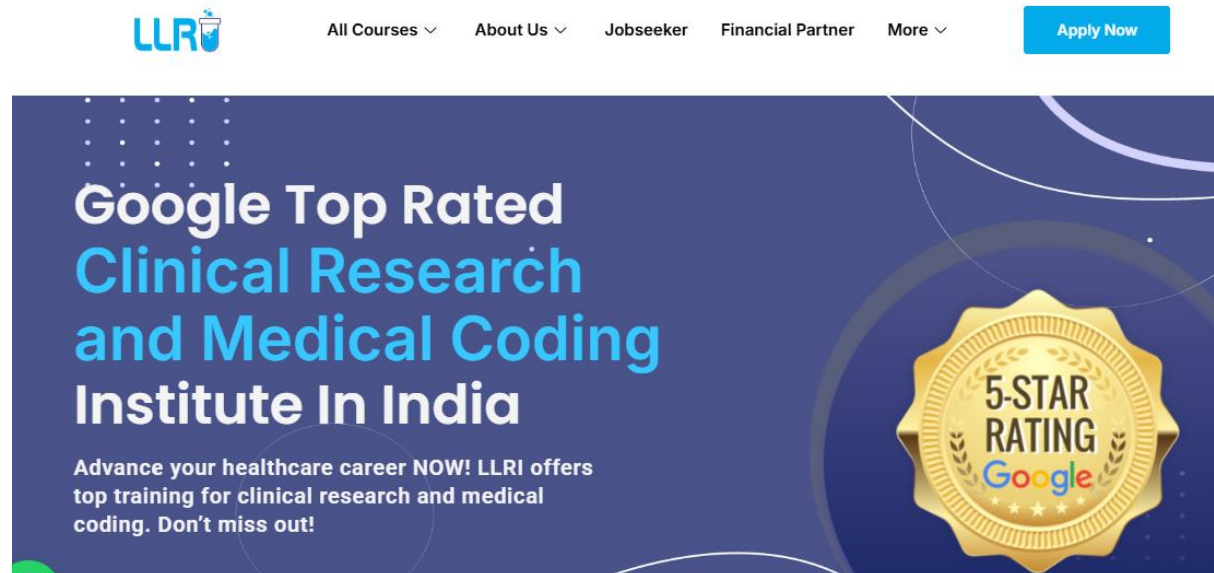 LLRI
All Courses
About Us
Jobseeker
Financial Partner
More
Apply Now
Google Top Rated
Clinical Research
and Medical Coding
Institute In India
Advance your healthcare career NOW! LLRI offers
top training for clinical research and medical
coding. Don’t miss out!
5-STAR
RATING
Google